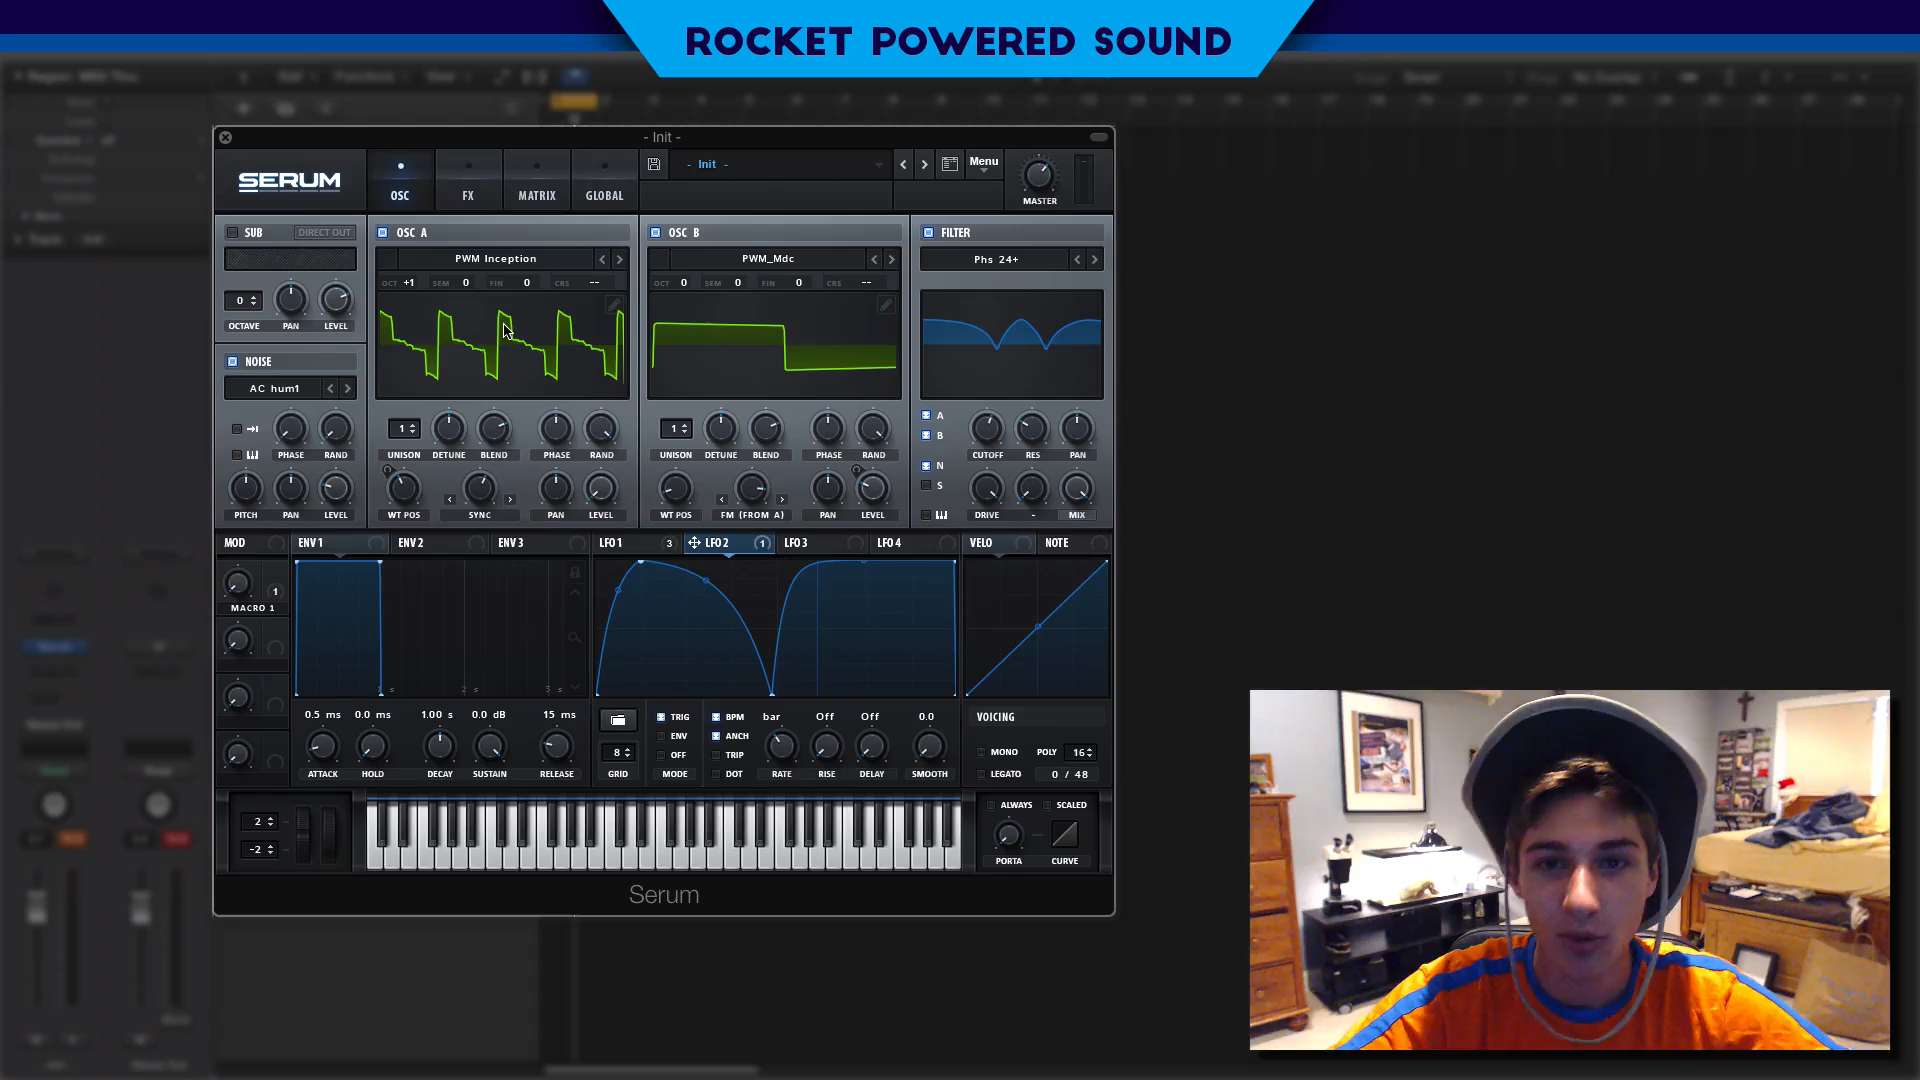 ROCKET POWERED SOUND
- Init -
SERUM
OSC
FX
MATRIX
GLOBAL
- Init -
Menu
MASTER
SUB
DIRECT OUT
0
OCTAVE
PAN
LEVEL
NOISE
AC hum1
PHASE
RAND
PITCH
PAN
LEVEL
OSC A
PWM Inception
OCT +1 SEM 0 FIN 0 CRS --
1
UNISON
DETUNE
BLEND
PHASE
RAND
WT POS
SYNC
PAN
LEVEL
OSC B
PWM_Mdc
OCT 0 SEM 0 FIN 0 CRS --
1
UNISON
DETUNE
BLEND
PHASE
RAND
WT POS
FM (FROM A)
PAN
LEVEL
FILTER
Phs 24+
A
B
N
S
CUTOFF
RES
PAN
DRIVE
-
MIX
MOD
ENV 1
ENV 2
ENV 3
LFO 1
3
LFO 2
1
LFO 3
LFO 4
VELO
NOTE
1
MACRO 1
2 s
0.5 ms
0.0 ms
1.00 s
0.0 dB
15 ms
ATTACK
HOLD
DECAY
SUSTAIN
RELEASE
8
GRID
TRIG
ENV
OFF
MODE
BPM
ANCH
TRIP
DOT
bar
Off
Off
0.0
RATE
RISE
DELAY
SMOOTH
VOICING
MONO
POLY
16
LEGATO
0 / 48
2
-2
ALWAYS
SCALED
PORTA
CURVE
Serum